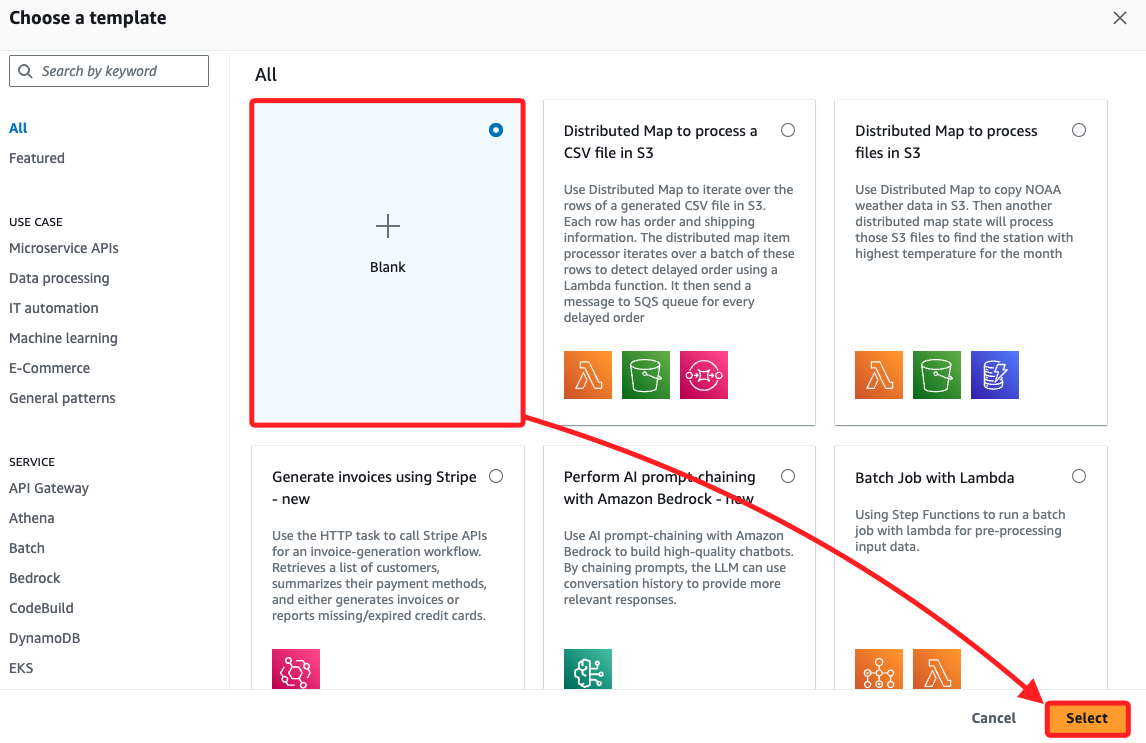 Choose a template
Search by keyword
All
Featured
USE CASE
Microservice APIs
Data processing
IT automation
Machine learning
E-Commerce
General patterns
SERVICE
API Gateway
Athena
Batch
Bedrock
CodeBuild
DynamoDB
EKS
All
Blank
Distributed Map to process a
CSV file in S3
Use Distributed Map to iterate over the
rows of a generated CSV file in S3.
Each row has order and shipping
information. The distributed map item
processor iterates over a batch of these
rows to detect delayed order using a
Lambda function. It then send a
message to SQS queue for every
delayed order
Distributed Map to process
files in S3
Use Distributed Map to copy NOAA
weather data in S3. Then another
distributed map state will process
those S3 files to find the station with
highest temperature for the month
Generate invoices using Stripe
- new
Use the HTTP task to call Stripe APIs
for an invoice-generation workflow.
Retrieves a list of customers,
summarizes their payment methods,
and either generates invoices or
reports missing/expired credit cards.
Perform AI prompt-chaining
with Amazon Bedrock - new
Use AI prompt-chaining with Amazon
Bedrock to build high-quality chatbots.
By chaining prompts, the LLM can use
conversation history to provide more
relevant responses.
Batch Job with Lambda
Using Step Functions to run a batch
job with lambda for pre-processing
input data.
Cancel
Select